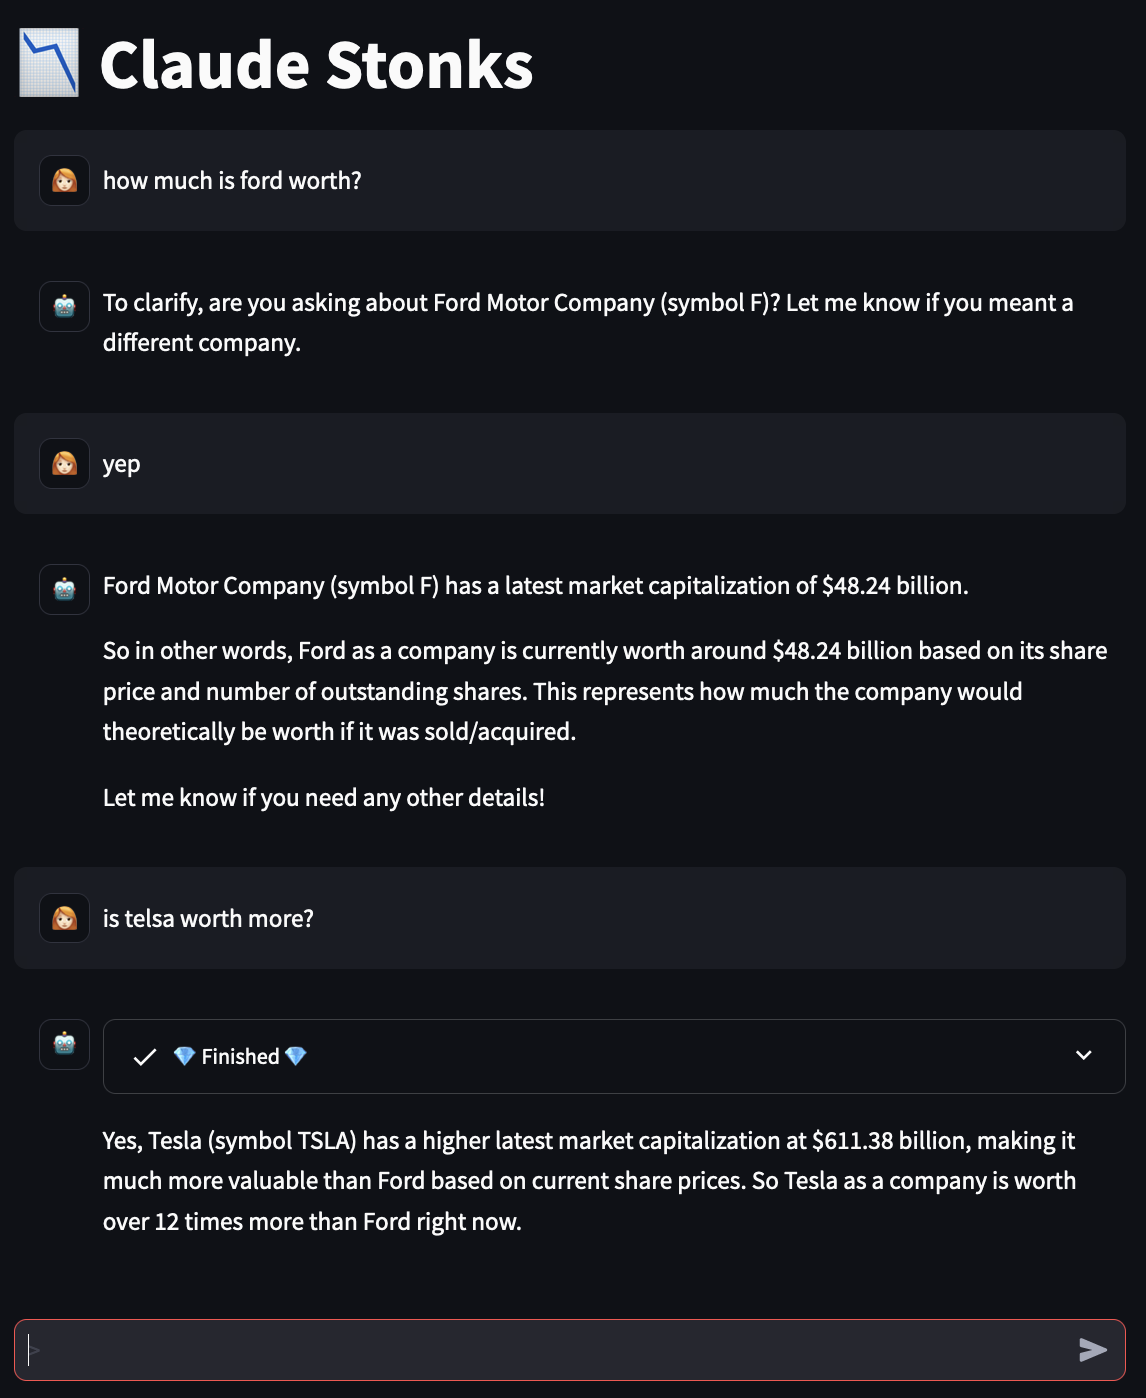 Claude Stonks
how much is ford worth?
To clarify, are you asking about Ford Motor Company (symbol F)? Let me know if you meant a
different company.
yep
Ford Motor Company (symbol F) has a latest market capitalization of $48.24 billion.
So in other words, Ford as a company is currently worth around $48.24 billion based on its share
price and number of outstanding shares. This represents how much the company would
theoretically be worth if it was sold/acquired.
Let me know if you need any other details!
is telsa worth more?
💎 Finished 💎
Yes, Tesla (symbol TSLA) has a higher latest market capitalization at $611.38 billion, making it
much more valuable than Ford based on current share prices. So Tesla as a company is worth
over 12 times more than Ford right now.
>